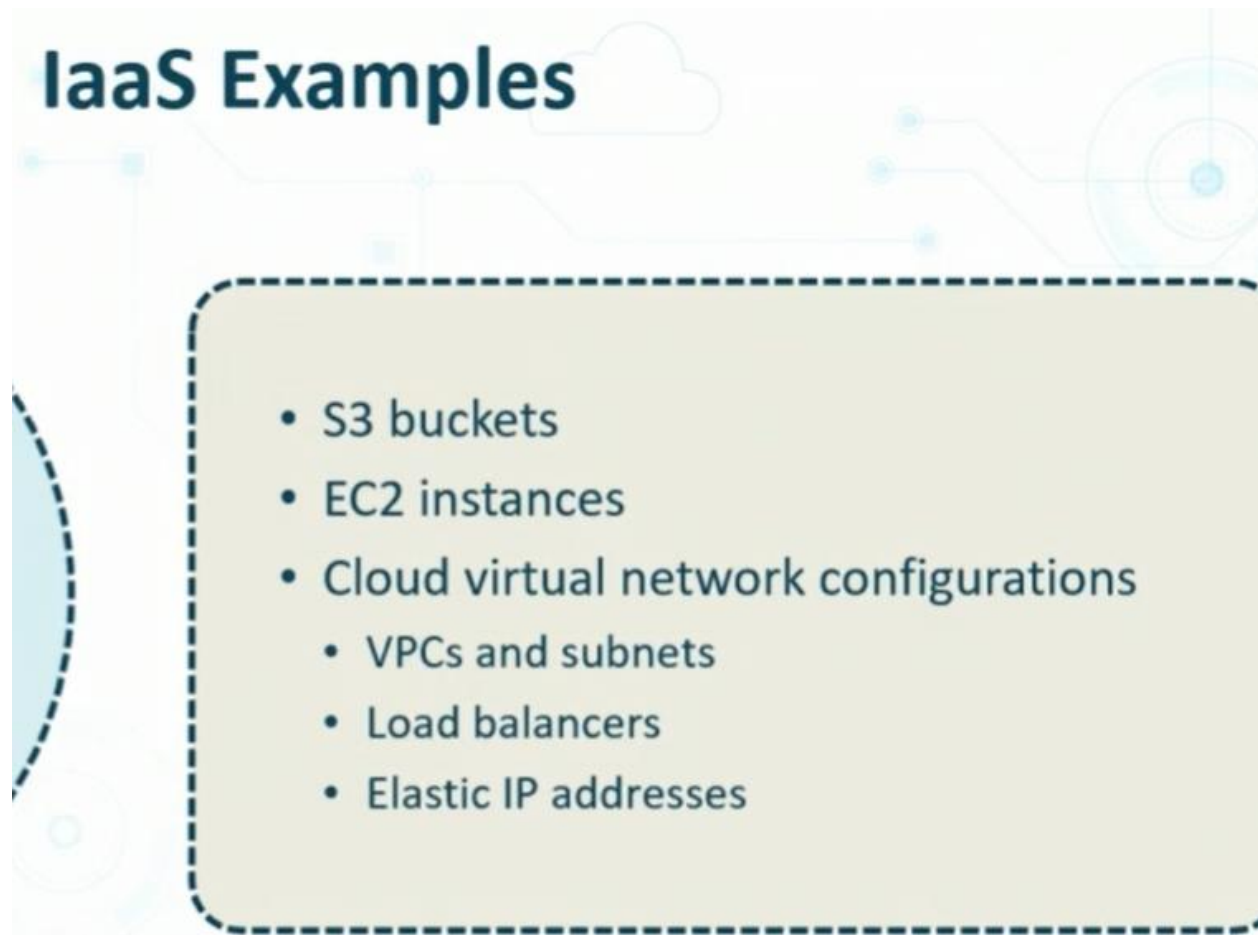 IaaS Examples
• S3 buckets
• EC2 instances
• Cloud virtual network configurations
• VPCs and subnets
• Load balancers
• Elastic IP addresses